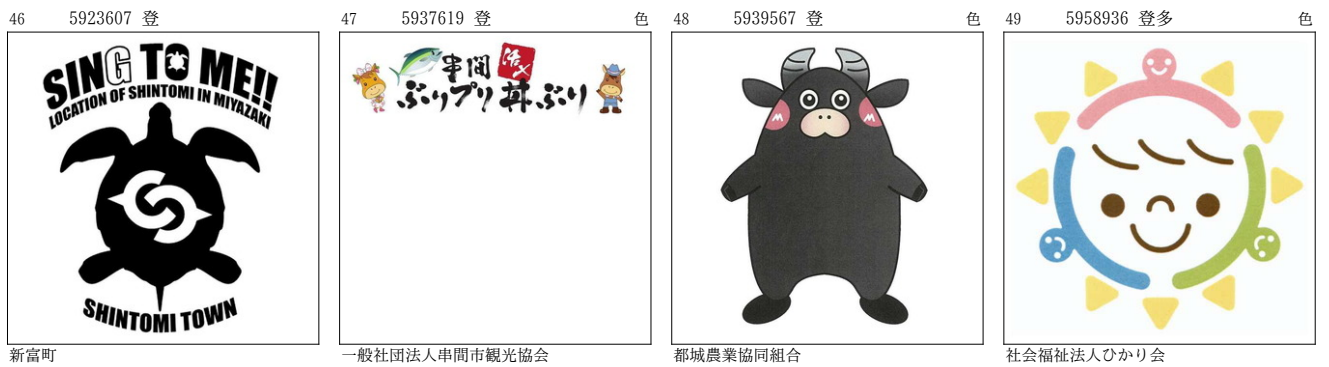 46 5923607 登
SING TO ME!!
LOCATION OF SHINTOMI IN MIYAZAKI
SHINTOMI TOWN
新富町
47 5937619 登 色
串間 活〆
ぶりプリ丼ぶり
一般社団法人串間市観光協会
48 5939567 登 色
M M
都城農業協同組合
49 5958936 登多 色
社会福祉法人ひかり会